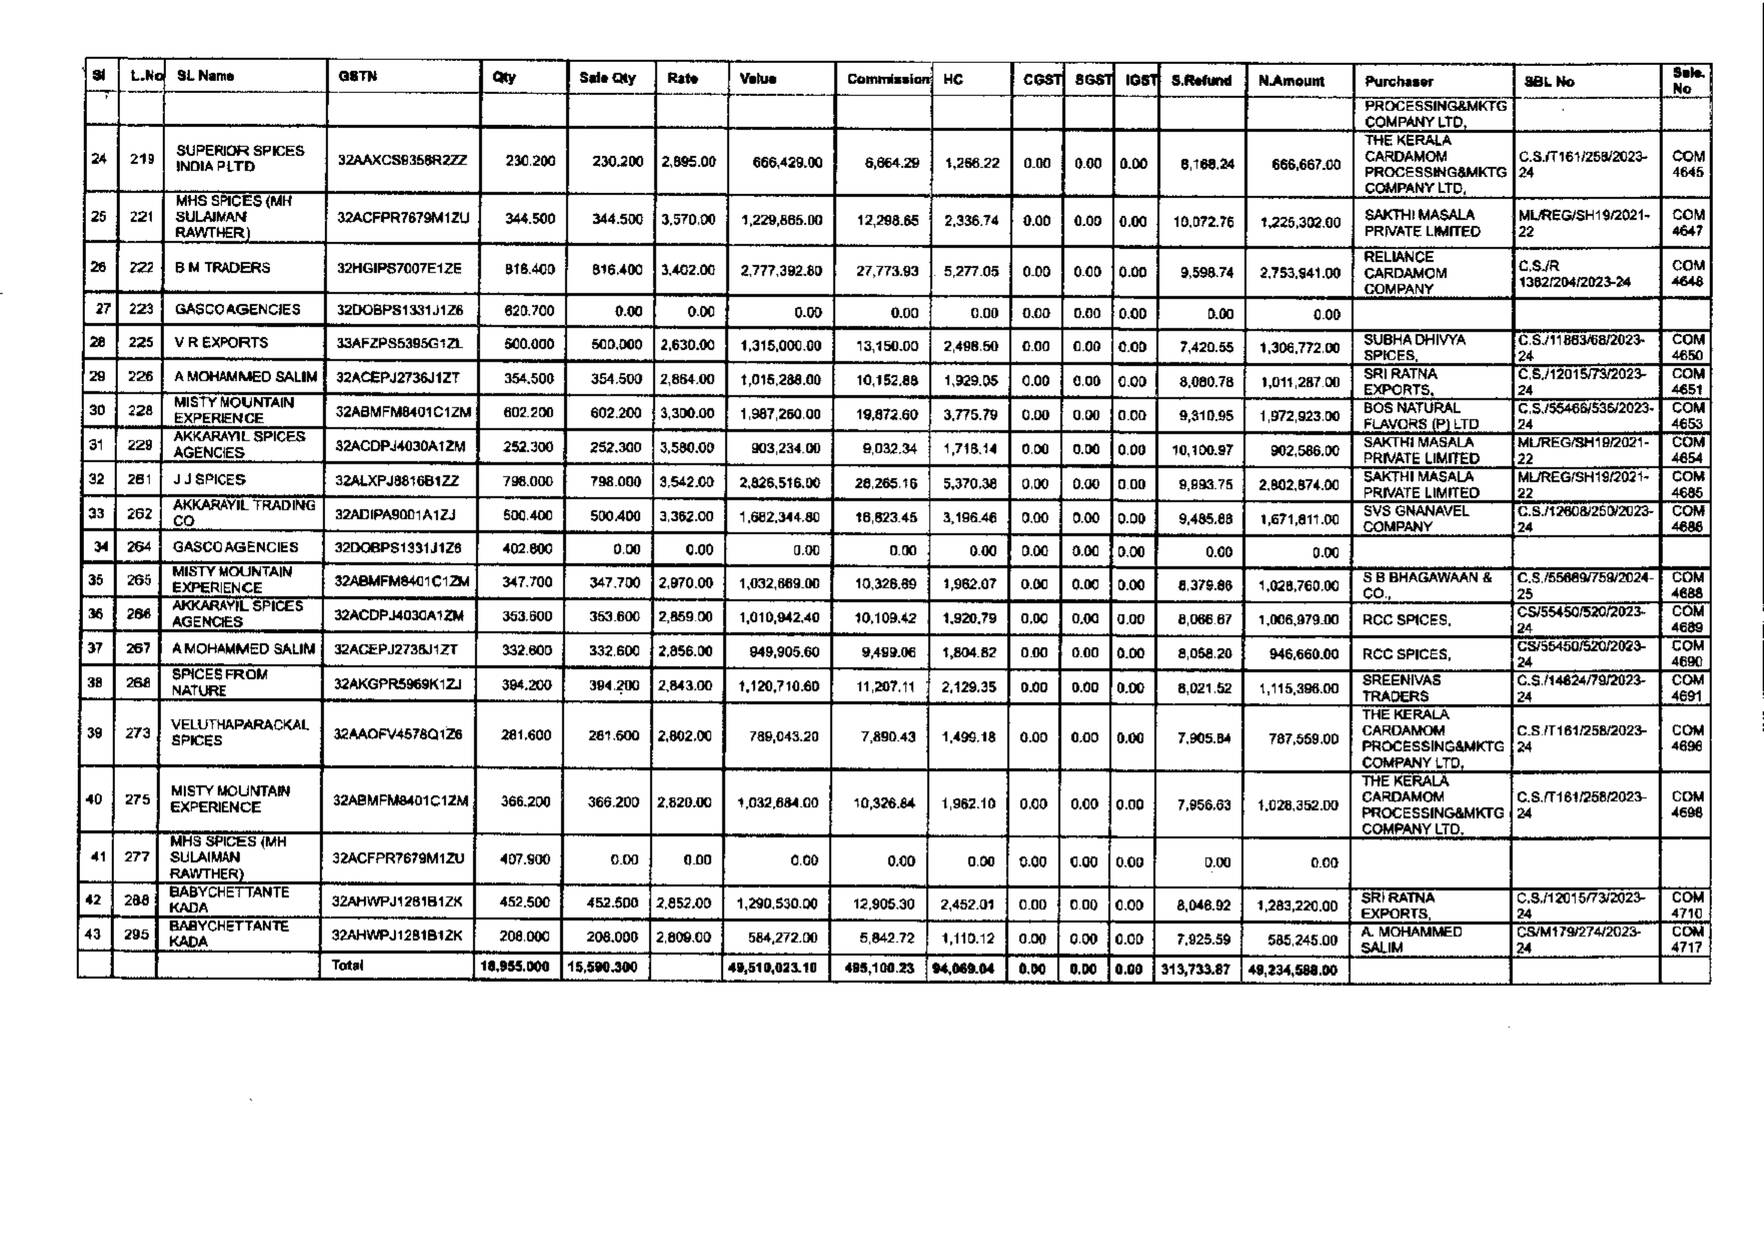 Sl L.No SL Name GSTN Qty Sale Qty Rate Value Commission HC CGST SGST IGST S.Refund N.Amount Purchaser SBL No Sale. No
PROCESSING&MKTG COMPANY LTD,
24 219 SUPERIOR SPICES INDIA P LTD 32AAXCS9358R2ZZ 230.200 230.200 2,895.00 666,429.00 6,664.29 1,266.22 0.00 0.00 0.00 8,168.24 666,667.00 THE KERALA CARDAMOM PROCESSING&MKTG COMPANY LTD, C.S./T161/258/2023-24 COM 4645
25 221 MHS SPICES (MH SULAIMAN RAWTHER) 32ACFPR7679M1ZU 344.500 344.500 3,570.00 1,229,865.00 12,298.65 2,336.74 0.00 0.00 0.00 10,072.76 1,225,302.00 SAKTHI MASALA PRIVATE LIMITED ML/REG/SH19/2021-22 COM 4647
26 222 B M TRADERS 32HGIPS7007E1ZE 816.400 816.400 3,402.00 2,777,392.80 27,773.93 5,277.05 0.00 0.00 0.00 9,598.74 2,753,941.00 RELIANCE CARDAMOM COMPANY C.S./R 1362/204/2023-24 COM 4648
27 223 GASCO AGENCIES 32DOBPS1331J1Z6 620.700 0.00 0.00 0.00 0.00 0.00 0.00 0.00 0.00 0.00 0.00
28 225 V R EXPORTS 33AFZPS5395G1ZL 500.000 500.000 2,630.00 1,315,000.00 13,150.00 2,498.50 0.00 0.00 0.00 7,420.55 1,306,772.00 SUBHA DHIVYA SPICES, C.S./11863/68/2023-24 COM 4650
29 226 A MOHAMMED SALIM 32ACEPJ2736J1ZT 354.500 354.500 2,864.00 1,015,288.00 10,152.88 1,929.05 0.00 0.00 0.00 8,080.78 1,011,287.00 SRI RATNA EXPORTS, C.S./12015/73/2023-24 COM 4651
30 228 MISTY MOUNTAIN EXPERIENCE 32ABMFM8401C1ZM 602.200 602.200 3,300.00 1,987,260.00 19,872.60 3,775.79 0.00 0.00 0.00 9,310.95 1,972,923.00 BOS NATURAL FLAVORS (P) LTD C.S./55466/536/2023-24 COM 4653
31 229 AKKARAYIL SPICES AGENCIES 32ACDPJ4030A1ZM 252.300 252.300 3,580.00 903,234.00 9,032.34 1,716.14 0.00 0.00 0.00 10,100.97 902,586.00 SAKTHI MASALA PRIVATE LIMITED ML/REG/SH19/2021-22 COM 4654
32 261 J J SPICES 32ALXPJ8816B1ZZ 798.000 798.000 3,542.00 2,826,516.00 28,265.16 5,370.38 0.00 0.00 0.00 9,993.75 2,802,874.00 SAKTHI MASALA PRIVATE LIMITED ML/REG/SH19/2021-22 COM 4685
33 262 AKKARAYIL TRADING CO 32ADIPA9001A1ZJ 500.400 500.400 3,362.00 1,682,344.80 16,823.45 3,196.46 0.00 0.00 0.00 9,485.88 1,671,811.00 SVS GNANAVEL COMPANY C.S./12608/250/2023-24 COM 4686
34 264 GASCO AGENCIES 32DOBPS1331J1Z6 402.800 0.00 0.00 0.00 0.00 0.00 0.00 0.00 0.00 0.00 0.00
35 265 MISTY MOUNTAIN EXPERIENCE 32ABMFM8401C1ZM 347.700 347.700 2,970.00 1,032,669.00 10,326.69 1,962.07 0.00 0.00 0.00 8,379.86 1,028,760.00 S B BHAGAWAAN & CO., C.S./55689/759/2024-25 COM 4688
36 266 AKKARAYIL SPICES AGENCIES 32ACDPJ4030A1ZM 353.600 353.600 2,859.00 1,010,942.40 10,109.42 1,920.79 0.00 0.00 0.00 8,066.67 1,006,979.00 RCC SPICES, CS/55450/520/2023-24 COM 4689
37 267 A MOHAMMED SALIM 32ACEPJ2736J1ZT 332.600 332.600 2,856.00 949,905.60 9,499.06 1,804.82 0.00 0.00 0.00 8,058.20 946,660.00 RCC SPICES, CS/55450/520/2023-24 COM 4690
38 268 SPICES FROM NATURE 32AKGPR5969K1ZJ 394.200 394.200 2,843.00 1,120,710.60 11,207.11 2,129.35 0.00 0.00 0.00 8,021.52 1,115,396.00 SREENIVAS TRADERS C.S./14624/79/2023-24 COM 4691
39 273 VELUTHAPARACKAL SPICES 32AAOFV4578Q1Z6 281.600 281.600 2,802.00 789,043.20 7,890.43 1,499.18 0.00 0.00 0.00 7,905.84 787,559.00 THE KERALA CARDAMOM PROCESSING&MKTG COMPANY LTD, C.S./T161/258/2023-24 COM 4696
40 275 MISTY MOUNTAIN EXPERIENCE 32ABMFM8401C1ZM 366.200 366.200 2,820.00 1,032,684.00 10,326.84 1,962.10 0.00 0.00 0.00 7,956.63 1,028,352.00 THE KERALA CARDAMOM PROCESSING&MKTG COMPANY LTD, C.S./T161/258/2023-24 COM 4698
41 277 MHS SPICES (MH SULAIMAN RAWTHER) 32ACFPR7679M1ZU 407.900 0.00 0.00 0.00 0.00 0.00 0.00 0.00 0.00 0.00 0.00
42 288 BABYCHETTANTE KADA 32AHWPJ1281B1ZK 452.500 452.500 2,852.00 1,290,530.00 12,905.30 2,452.01 0.00 0.00 0.00 8,046.92 1,283,220.00 SRI RATNA EXPORTS, C.S./12015/73/2023-24 COM 4710
43 295 BABYCHETTANTE KADA 32AHWPJ1281B1ZK 208.000 208.000 2,809.00 584,272.00 5,842.72 1,110.12 0.00 0.00 0.00 7,925.59 585,245.00 A. MOHAMMED SALIM CS/M179/274/2023-24 COM 4717
Total 18,955.000 15,590.300 49,510,023.10 495,100.23 94,069.04 0.00 0.00 0.00 313,733.87 49,234,588.00